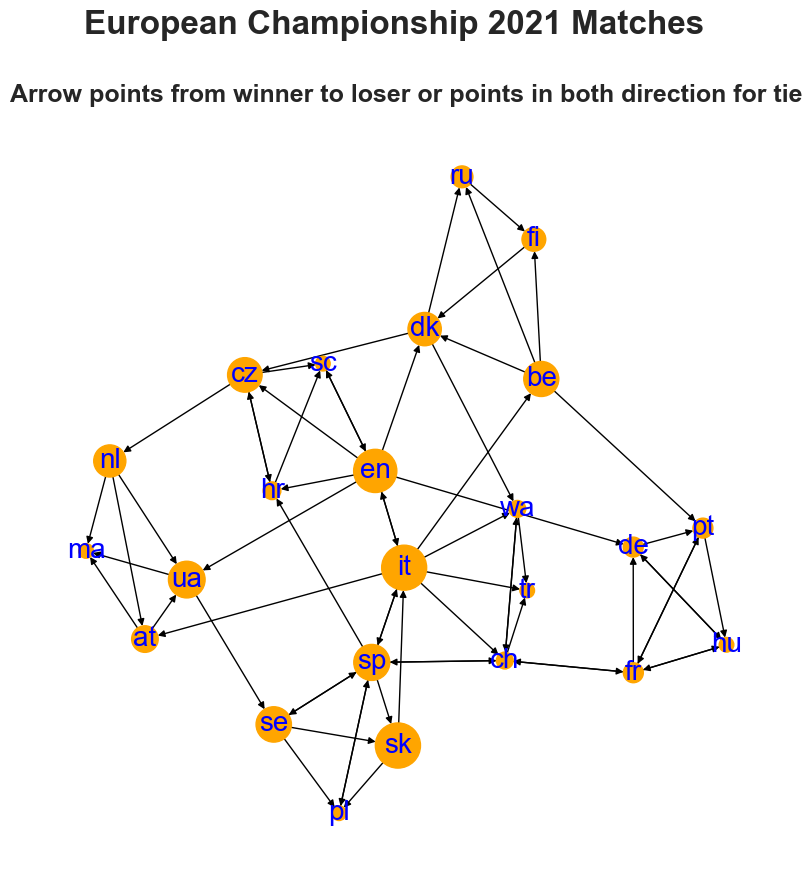 European Championship 2021 Matches
Arrow points from winner to loser or points in both direction for tie
ru
fi
dk
sc
cz
be
nl
en
hr
wa
pt
de
ma
it
ua
tr
at
hu
sp
ch
fr
se
sk
pl